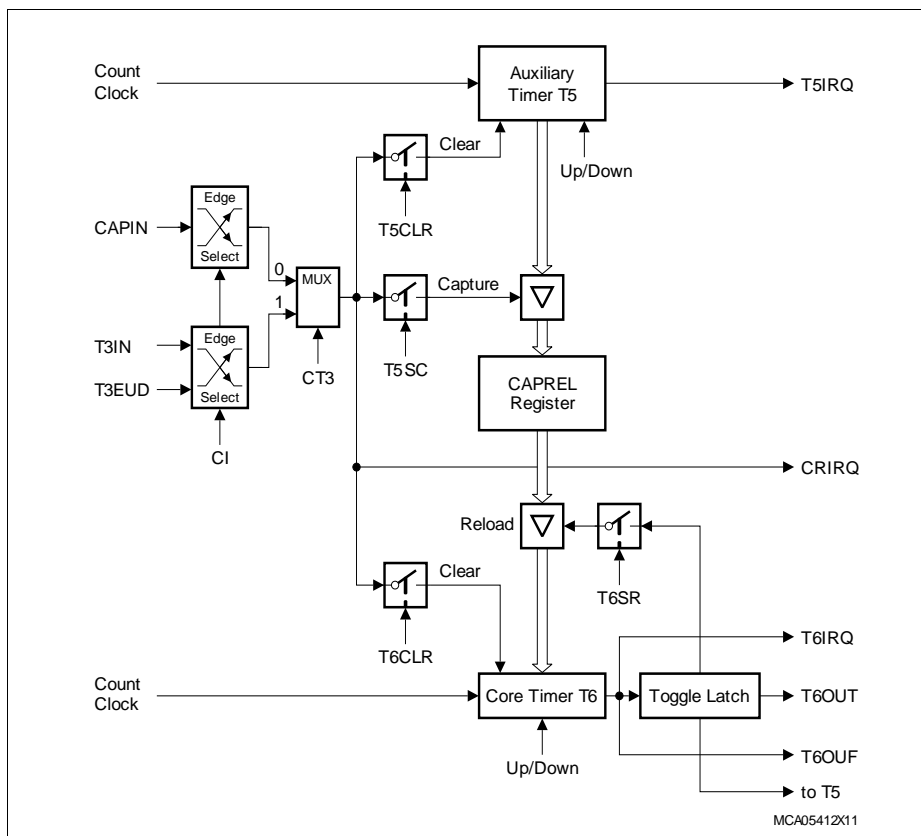 Count
Clock
Auxiliary
Timer T5
T5IRQ
Clear
Up/Down
T5CLR
Edge
Select
CAPIN
0
MUX
Capture
1
T3IN
T3EUD
Edge
Select
CT3
T5SC
CAPREL
Register
CI
CRIRQ
Reload
Clear
T6SR
T6CLR
T6IRQ
Count
Clock
Core Timer T6
Toggle Latch
T6OUT
Up/Down
T6OUF
to T5
MCA05412X11